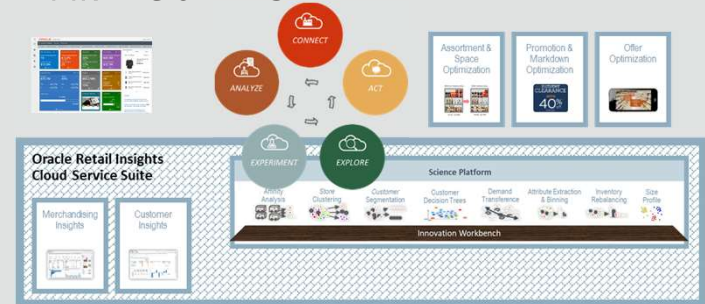 CONNECT
ANALYZE
ACT
EXPERIMENT
EXPLORE
Assortment &
Space
Optimization
Promotion &
Markdown
Optimization
CLEARANCE
40%
Offer
Optimization
Oracle Retail Insights
Cloud Service Suite
Merchandising
Insights
Customer
Insights
Science Platform
Affinity
Analysis
Store
Clustering
Customer
Segmentation
Customer
Decision Trees
Demand
Transference
Attribute Extraction
& Binning
Inventory
Rebalancing
Size
Profile
Innovation Workbench